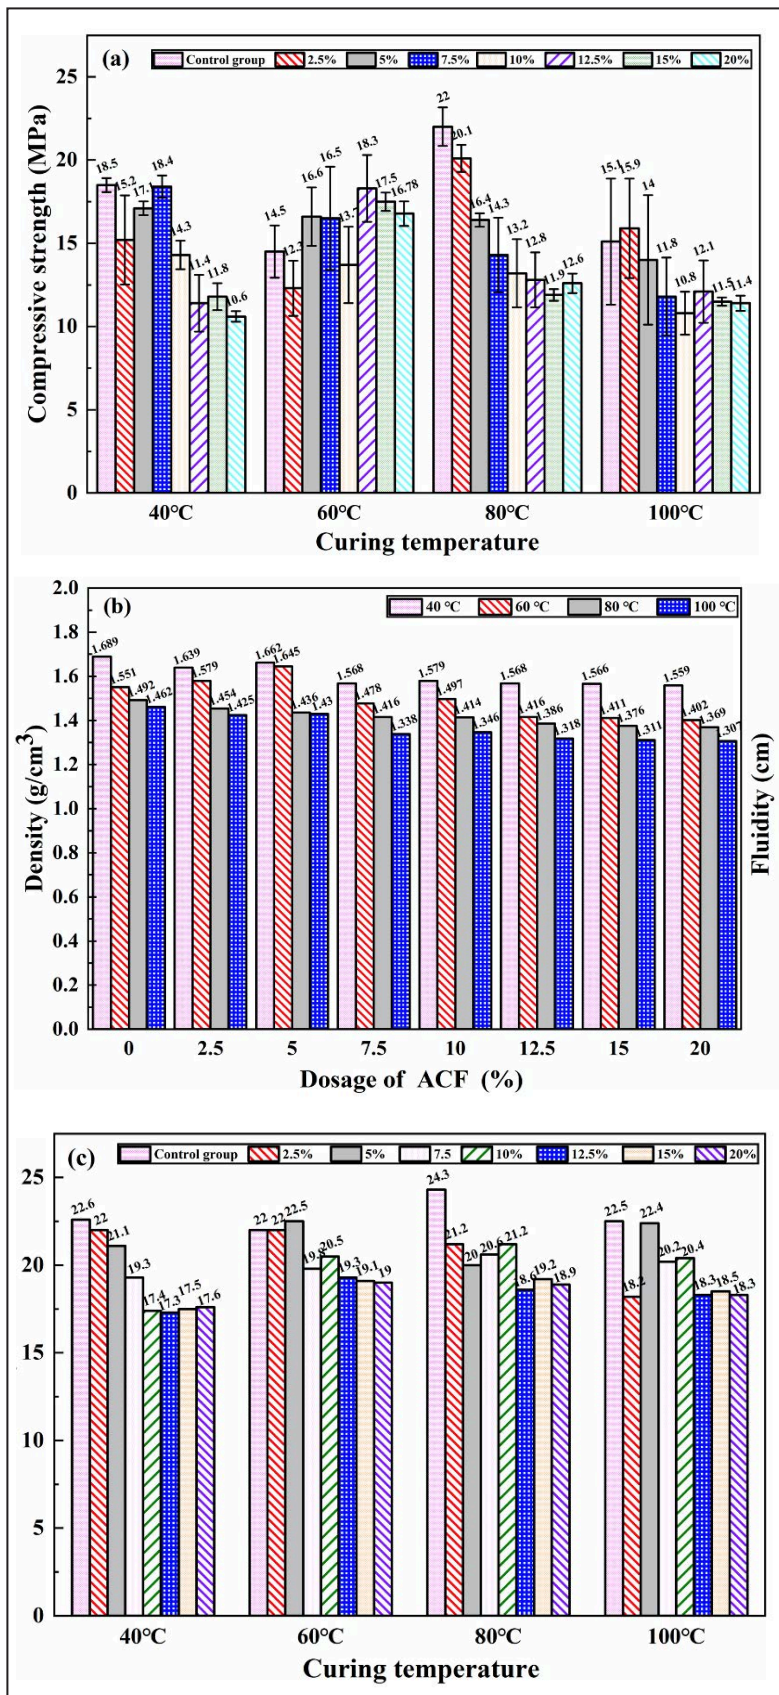 (a)
Control group 2.5% 5% 7.5% 10% 12.5% 15% 20%
Compressive strength (MPa)
25
20
15
10
5
0
18.5 15.2 17.1 18.4 14.3 11.4 11.8 10.6
14.5 12.3 16.6 16.5 13.7 18.3 17.5 16.78
22 20.1 16.4 14.3 13.2 12.8 11.9 12.6
15.1 15.9 14 11.8 10.8 12.1 11.5 11.4
40°C 60°C 80°C 100°C
Curing temperature
(b)
40 °C 60 °C 80 °C 100 °C
Density (g/cm3
)
2.0
1.8
1.6
1.4
1.2
1.0
0.8
0.6
0.4
0.2
0.0
1.689 1.551 1.492 1.462
1.639 1.579 1.454 1.425
1.662 1.645 1.436 1.43
1.568 1.478 1.416 1.338
1.579 1.497 1.414 1.346
1.568 1.416 1.386 1.318
1.566 1.411 1.376 1.311
1.559 1.402 1.369 1.307
Fluidity (cm)
0 2.5 5 7.5 10 12.5 15 20
Dosage of ACF (%)
(c)
Control group 2.5% 5% 7.5 10% 12.5% 15% 20%
25
20
15
10
5
0
22.6 22 21.1 19.3 17.4 17.3 17.5 17.6
22 22 22.5 19.8 20.5 19.3 19.1 19
24.3 21.2 20 20.6 21.2 18.6 19.2 18.9
22.5 18.2 22.4 20.2 20.4 18.3 18.5 18.3
40°C 60°C 80°C 100°C
Curing temperature